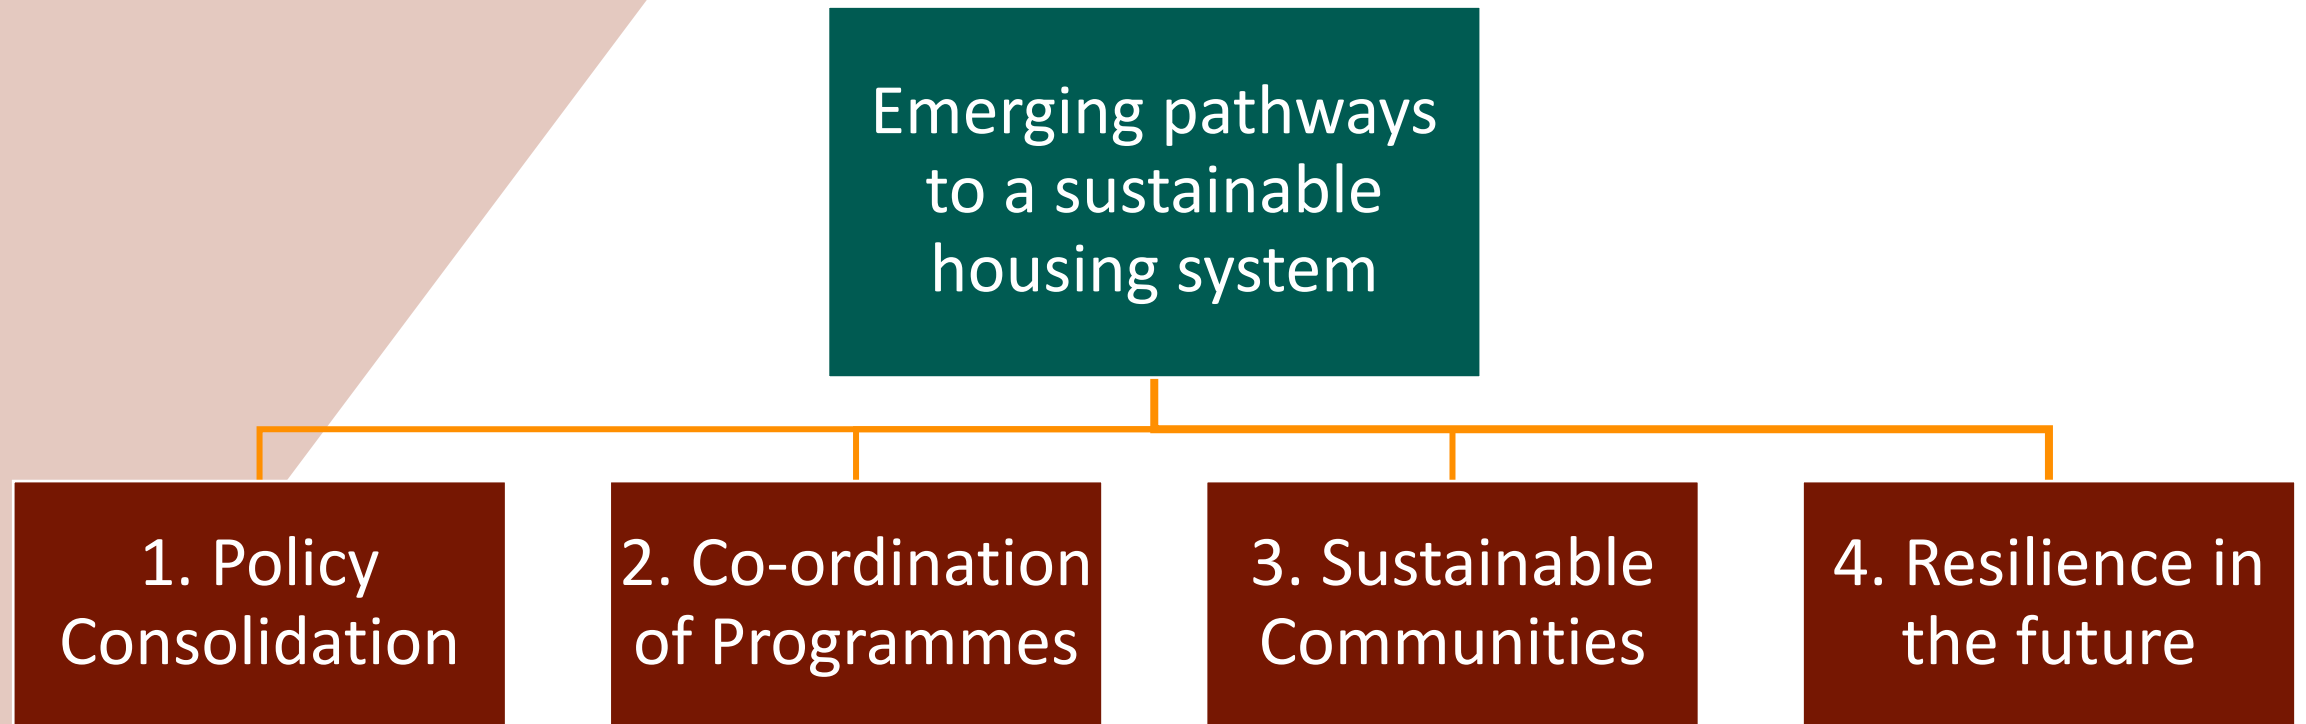 Emerging pathways
to a sustainable
housing system
1. Policy
Consolidation
2. Co-ordination
of Programmes
3. Sustainable
Communities
4. Resilience in
the future